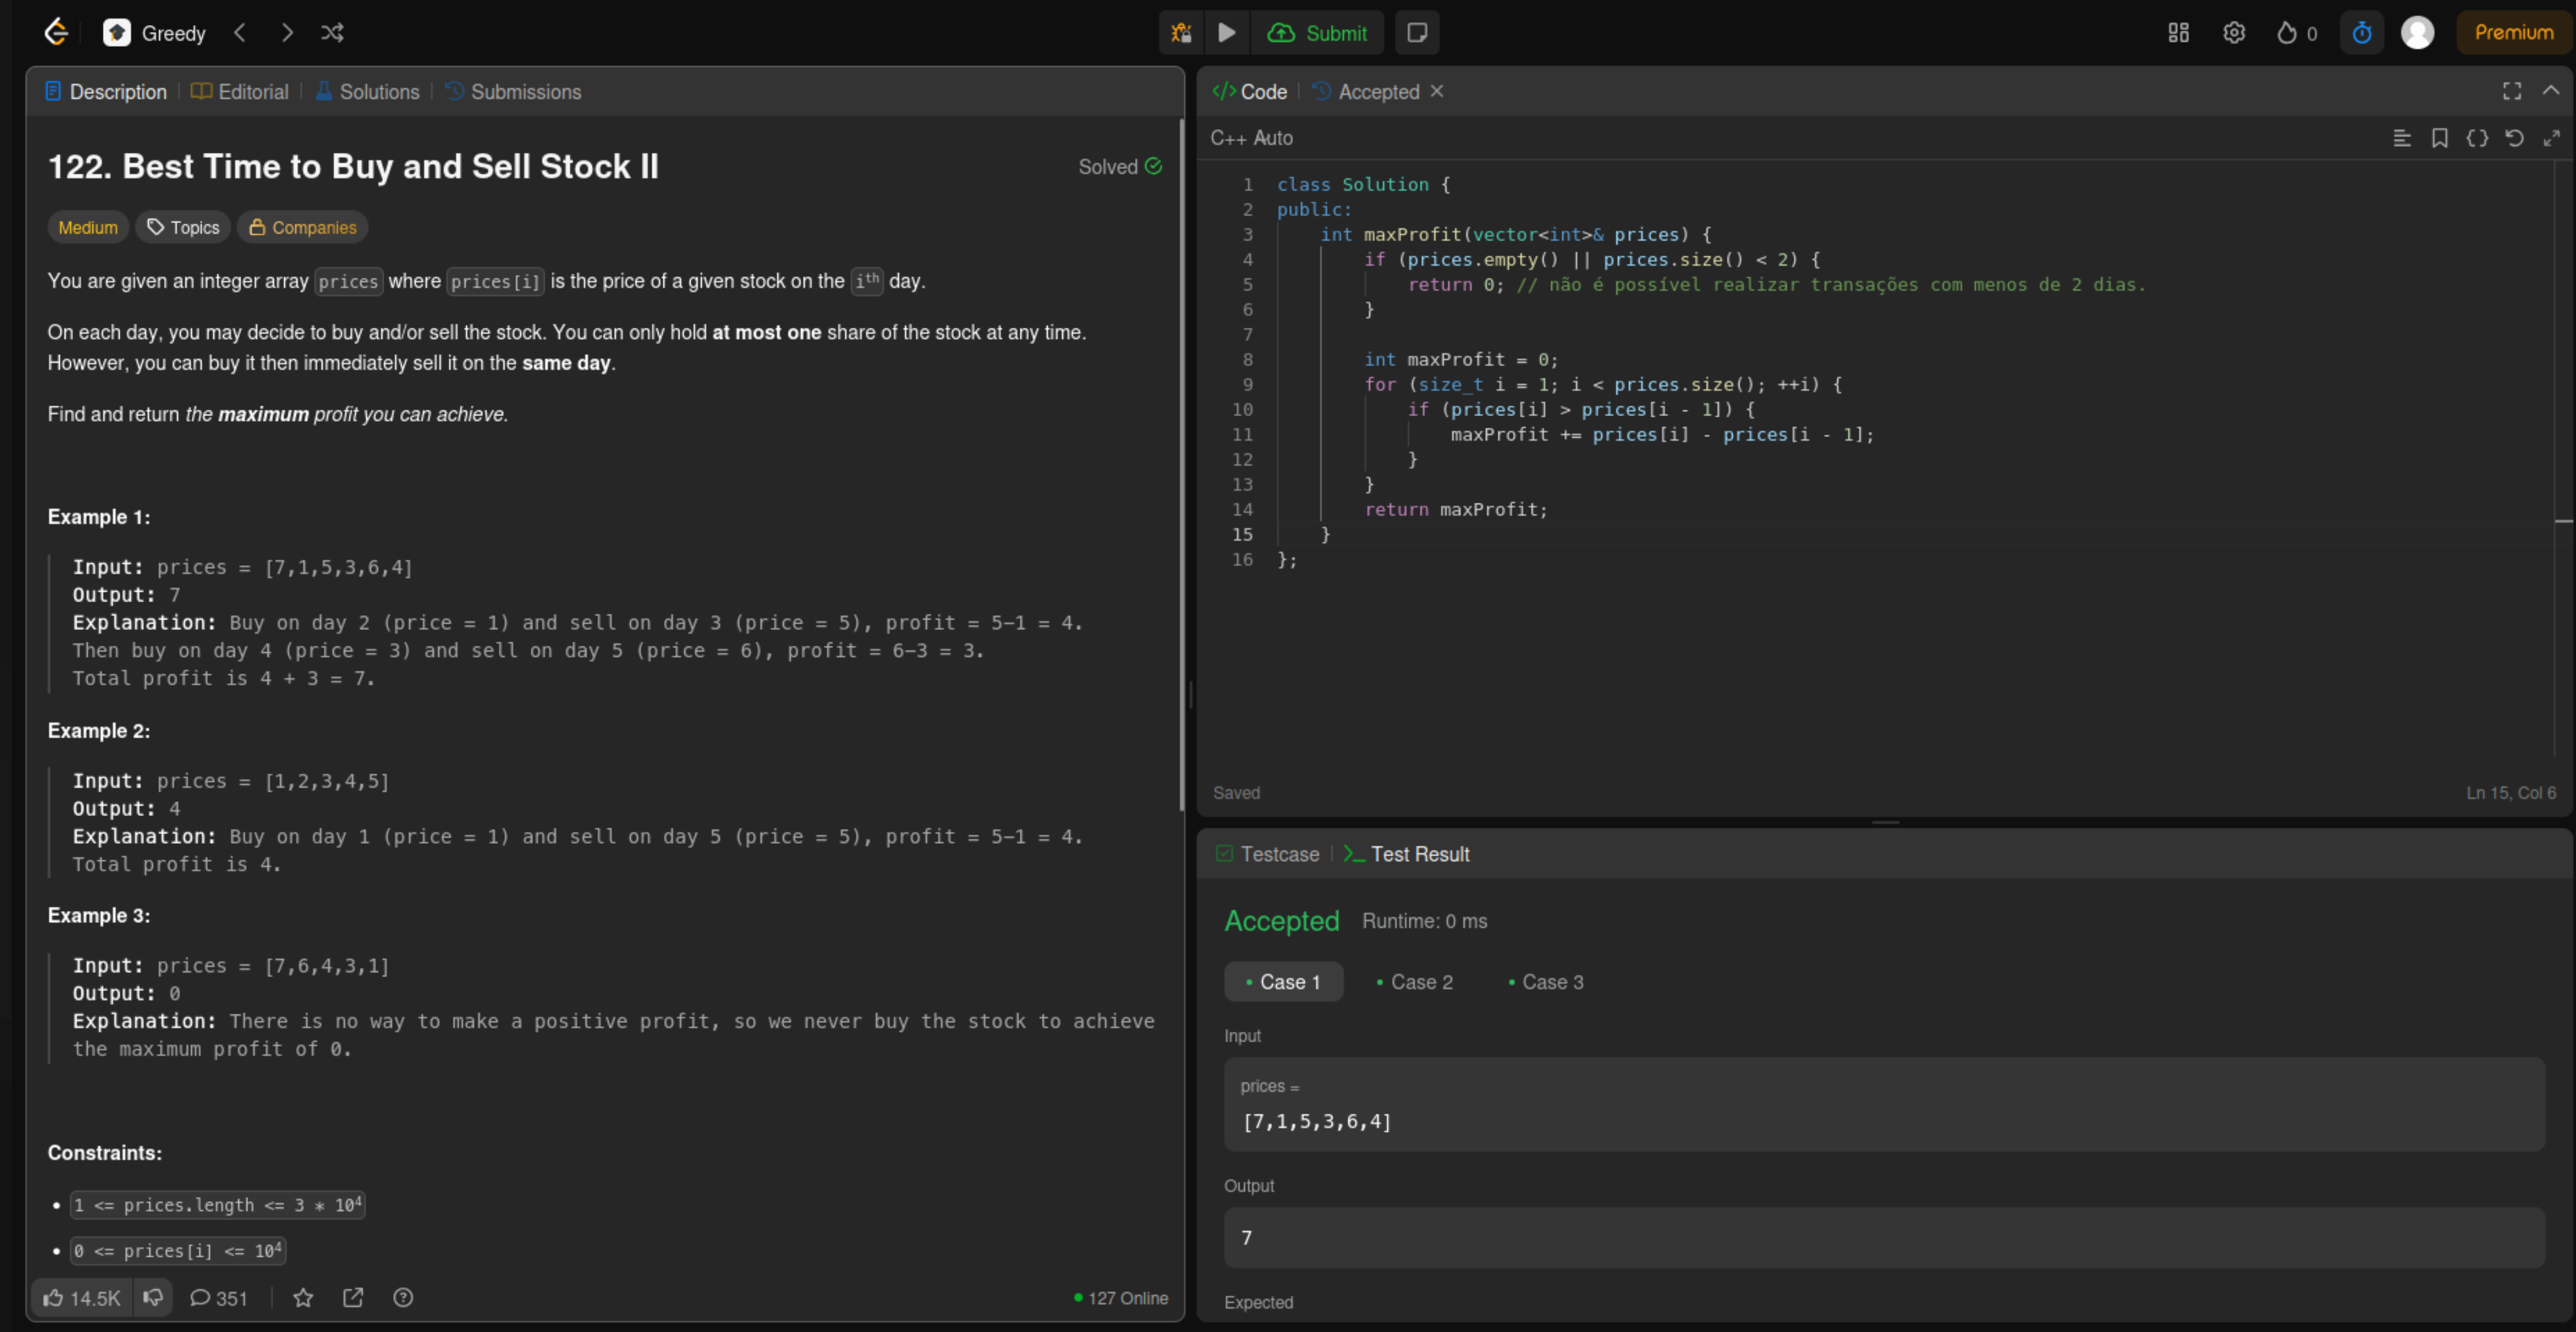 Greedy
Submit
0
Premium
Description
Editorial
Solutions
Submissions
122. Best Time to Buy and Sell Stock II
Solved
Medium
Topics
Companies
You are given an integer array prices where prices[i] is the price of a given stock on the ith day.
On each day, you may decide to buy and/or sell the stock. You can only hold at most one share of the stock at any time.
However, you can buy it then immediately sell it on the same day.
Find and return the maximum profit you can achieve.
Example 1:
Input: prices = [7,1,5,3,6,4]
Output: 7
Explanation: Buy on day 2 (price = 1) and sell on day 3 (price = 5), profit = 5-1 = 4.
Then buy on day 4 (price = 3) and sell on day 5 (price = 6), profit = 6-3 = 3.
Total profit is 4 + 3 = 7.
Example 2:
Input: prices = [1,2,3,4,5]
Output: 4
Explanation: Buy on day 1 (price = 1) and sell on day 5 (price = 5), profit = 5-1 = 4.
Total profit is 4.
Example 3:
Input: prices = [7,6,4,3,1]
Output: 0
Explanation: There is no way to make a positive profit, so we never buy the stock to achieve
the maximum profit of 0.
Constraints:
• 1 <= prices.length <= 3 * 10⁴
• 0 <= prices[i] <= 10⁴
14.5K
351
127 Online
</> Code
Accepted
C++ Auto
1 class Solution {
2 public:
3     int maxProfit(vector<int>& prices) {
4         if (prices.empty() || prices.size() < 2) {
5             return 0; // não é possível realizar transações com menos de 2 dias.
6         }
7
8         int maxProfit = 0;
9         for (size_t i = 1; i < prices.size(); ++i) {
10             if (prices[i] > prices[i - 1]) {
11                 maxProfit += prices[i] - prices[i - 1];
12             }
13         }
14         return maxProfit;
15     }
16 };
Saved
Ln 15, Col 6
Testcase
Test Result
Accepted
Runtime: 0 ms
• Case 1
• Case 2
• Case 3
Input
prices =
[7,1,5,3,6,4]
Output
7
Expected